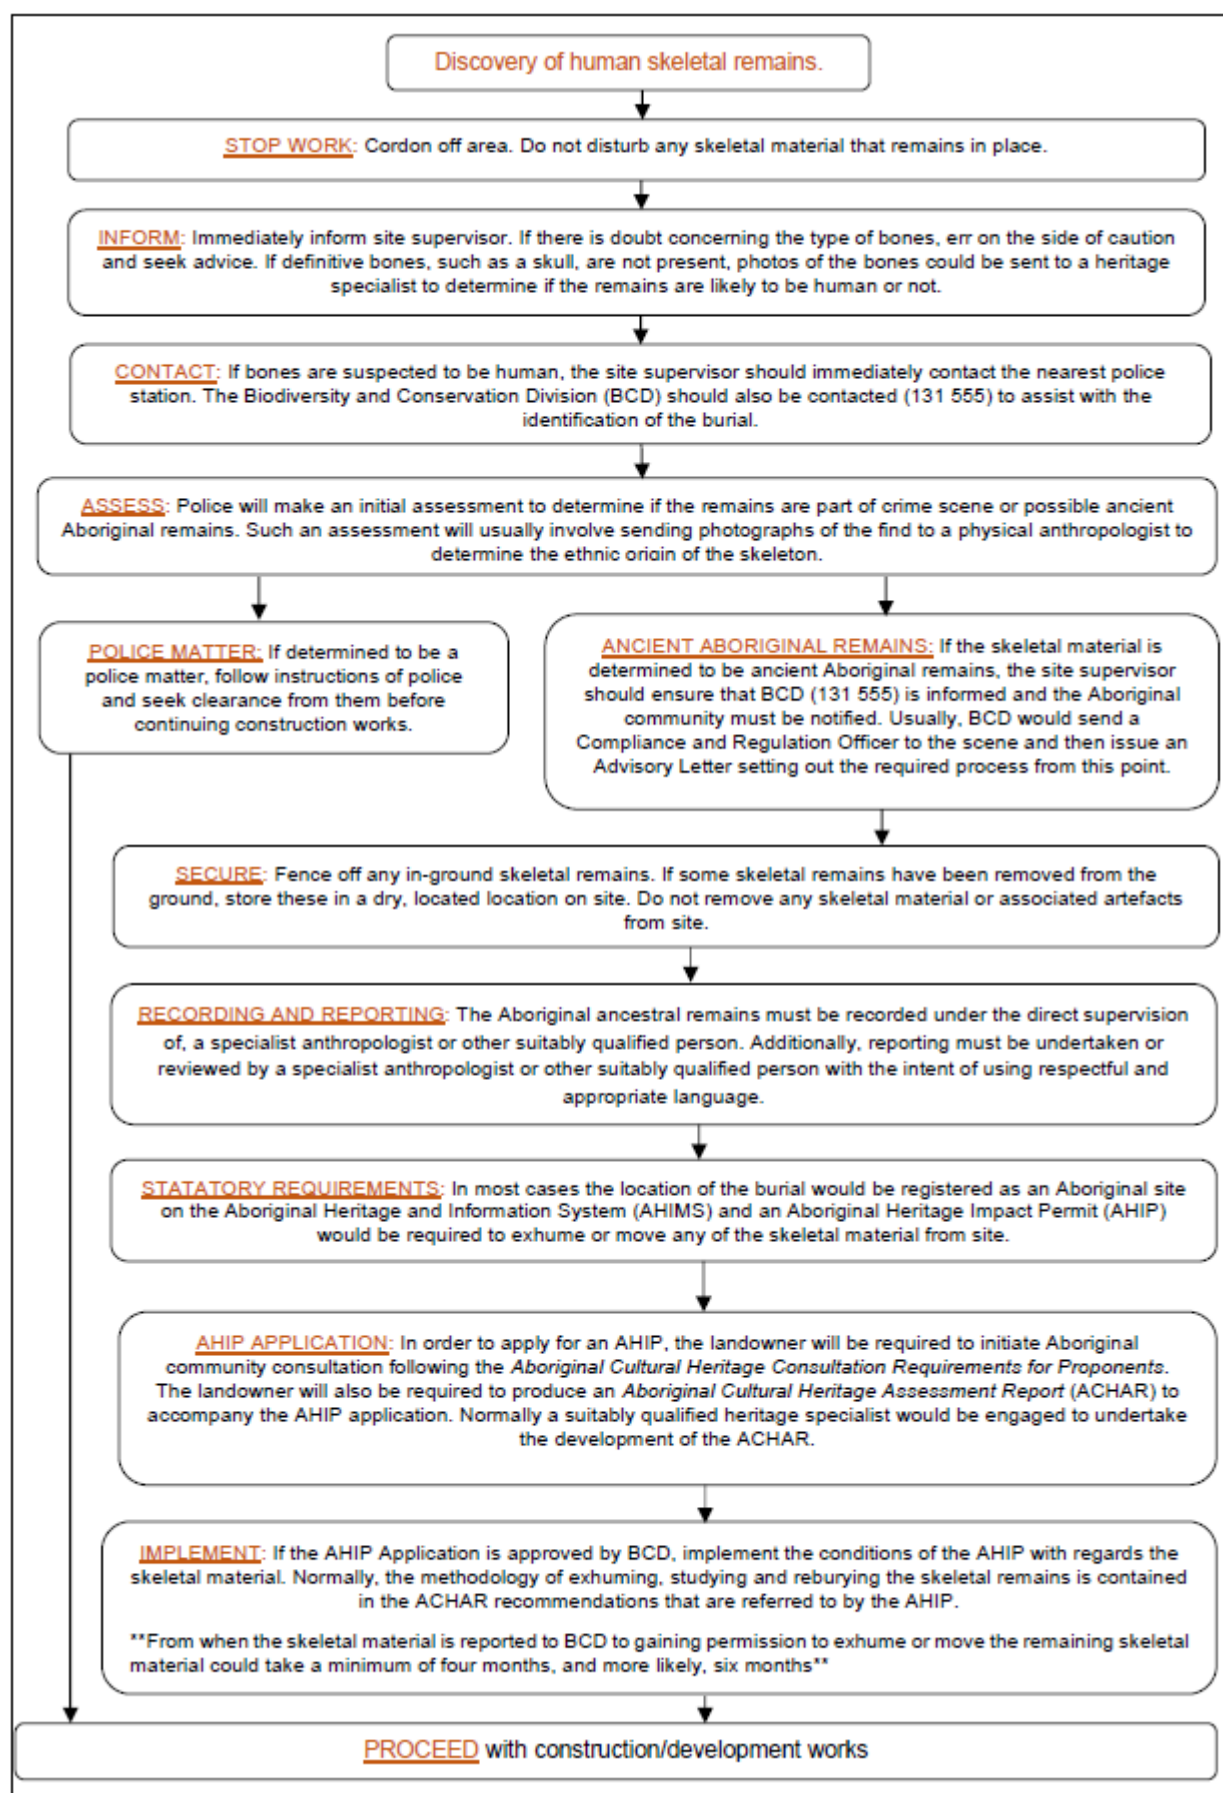 Discovery of human skeletal remains.
STOP WORK: Cordon off area. Do not disturb any skeletal material that remains in place.
INFORM: Immediately inform site supervisor. If there is doubt concerning the type of bones, err on the side of caution
and seek advice. If definitive bones, such as a skull, are not present, photos of the bones could be sent to a heritage
specialist to determine if the remains are likely to be human or not.
CONTACT: If bones are suspected to be human, the site supervisor should immediately contact the nearest police
station. The Biodiversity and Conservation Division (BCD) should also be contacted (131 555) to assist with the
identification of the burial.
ASSESS: Police will make an initial assessment to determine if the remains are part of crime scene or possible ancient
Aboriginal remains. Such an assessment will usually involve sending photographs of the find to a physical anthropologist to
determine the ethnic origin of the skeleton.
POLICE MATTER: If determined to be a
police matter, follow instructions of police
and seek clearance from them before
continuing construction works.
ANCIENT ABORIGINAL REMAINS: If the skeletal material is
determined to be ancient Aboriginal remains, the site supervisor
should ensure that BCD (131 555) is informed and the Aboriginal
community must be notified. Usually, BCD would send a
Compliance and Regulation Officer to the scene and then issue an
Advisory Letter setting out the required process from this point.
SECURE: Fence off any in-ground skeletal remains. If some skeletal remains have been removed from the
ground, store these in a dry, located location on site. Do not remove any skeletal material or associated artefacts
from site.
RECORDING AND REPORTING: The Aboriginal ancestral remains must be recorded under the direct supervision
of, a specialist anthropologist or other suitably qualified person. Additionally, reporting must be undertaken or
reviewed by a specialist anthropologist or other suitably qualified person with the intent of using respectful and
appropriate language.
STATATORY REQUIREMENTS: In most cases the location of the burial would be registered as an Aboriginal site
on the Aboriginal Heritage and Information System (AHIMS) and an Aboriginal Heritage Impact Permit (AHIP)
would be required to exhume or move any of the skeletal material from site.
AHIP APPLICATION: In order to apply for an AHIP, the landowner will be required to initiate Aboriginal
community consultation following the Aboriginal Cultural Heritage Consultation Requirements for Proponents.
The landowner will also be required to produce an Aboriginal Cultural Heritage Assessment Report (ACHAR) to
accompany the AHIP application. Normally a suitably qualified heritage specialist would be engaged to undertake
the development of the ACHAR.
IMPLEMENT: If the AHIP Application is approved by BCD, implement the conditions of the AHIP with regards the
skeletal material. Normally, the methodology of exhuming, studying and reburying the skeletal remains is contained
in the ACHAR recommendations that are referred to by the AHIP.
**From when the skeletal material is reported to BCD to gaining permission to exhume or move the remaining skeletal
material could take a minimum of four months, and more likely, six months**
PROCEED with construction/development works